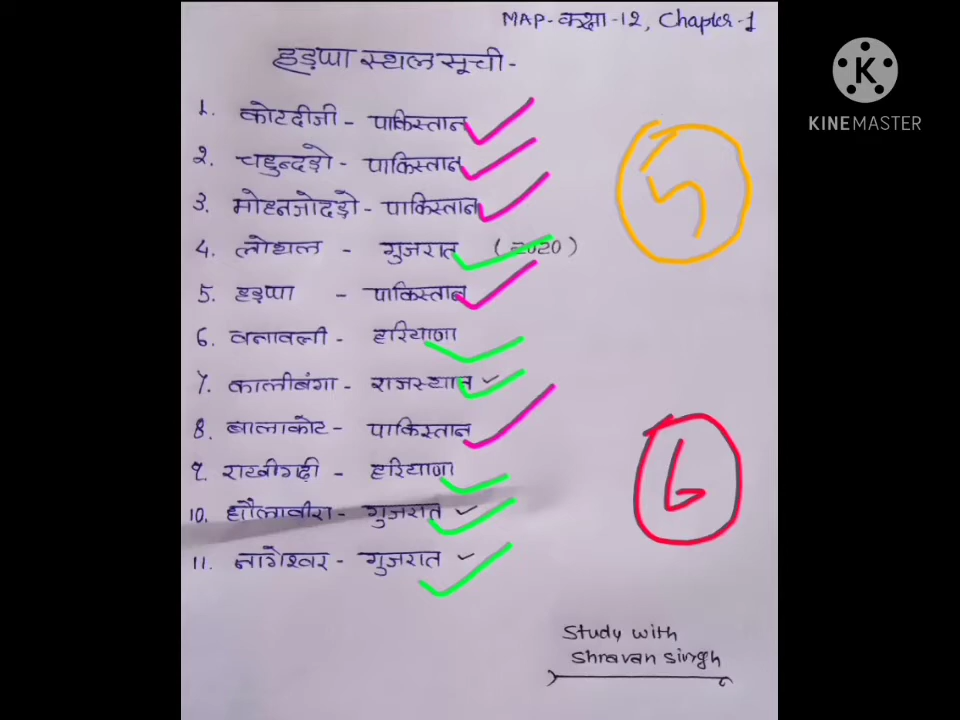 MAP- कक्षा -12, Chapter-1
हड़प्पा स्थल सूची -
1. कोटदीजी - पाकिस्तान
2. चहुन्दड़ो - पाकिस्तान
3. मोहनजोदड़ो - पाकिस्तान
4. लोथल - गुजरात (2020)
5. हड़प्पा - पाकिस्तान
6. बनावली - हरियाणा
7. कालीबंगा - राजस्थान
8. बालाकोट - पाकिस्तान
9. राखीगढ़ी - हरियाणा
10. धौलावीरा - गुजरात
11. नागेश्वर - गुजरात
K
KINEMASTER
5
6
Study with
Shravan singh